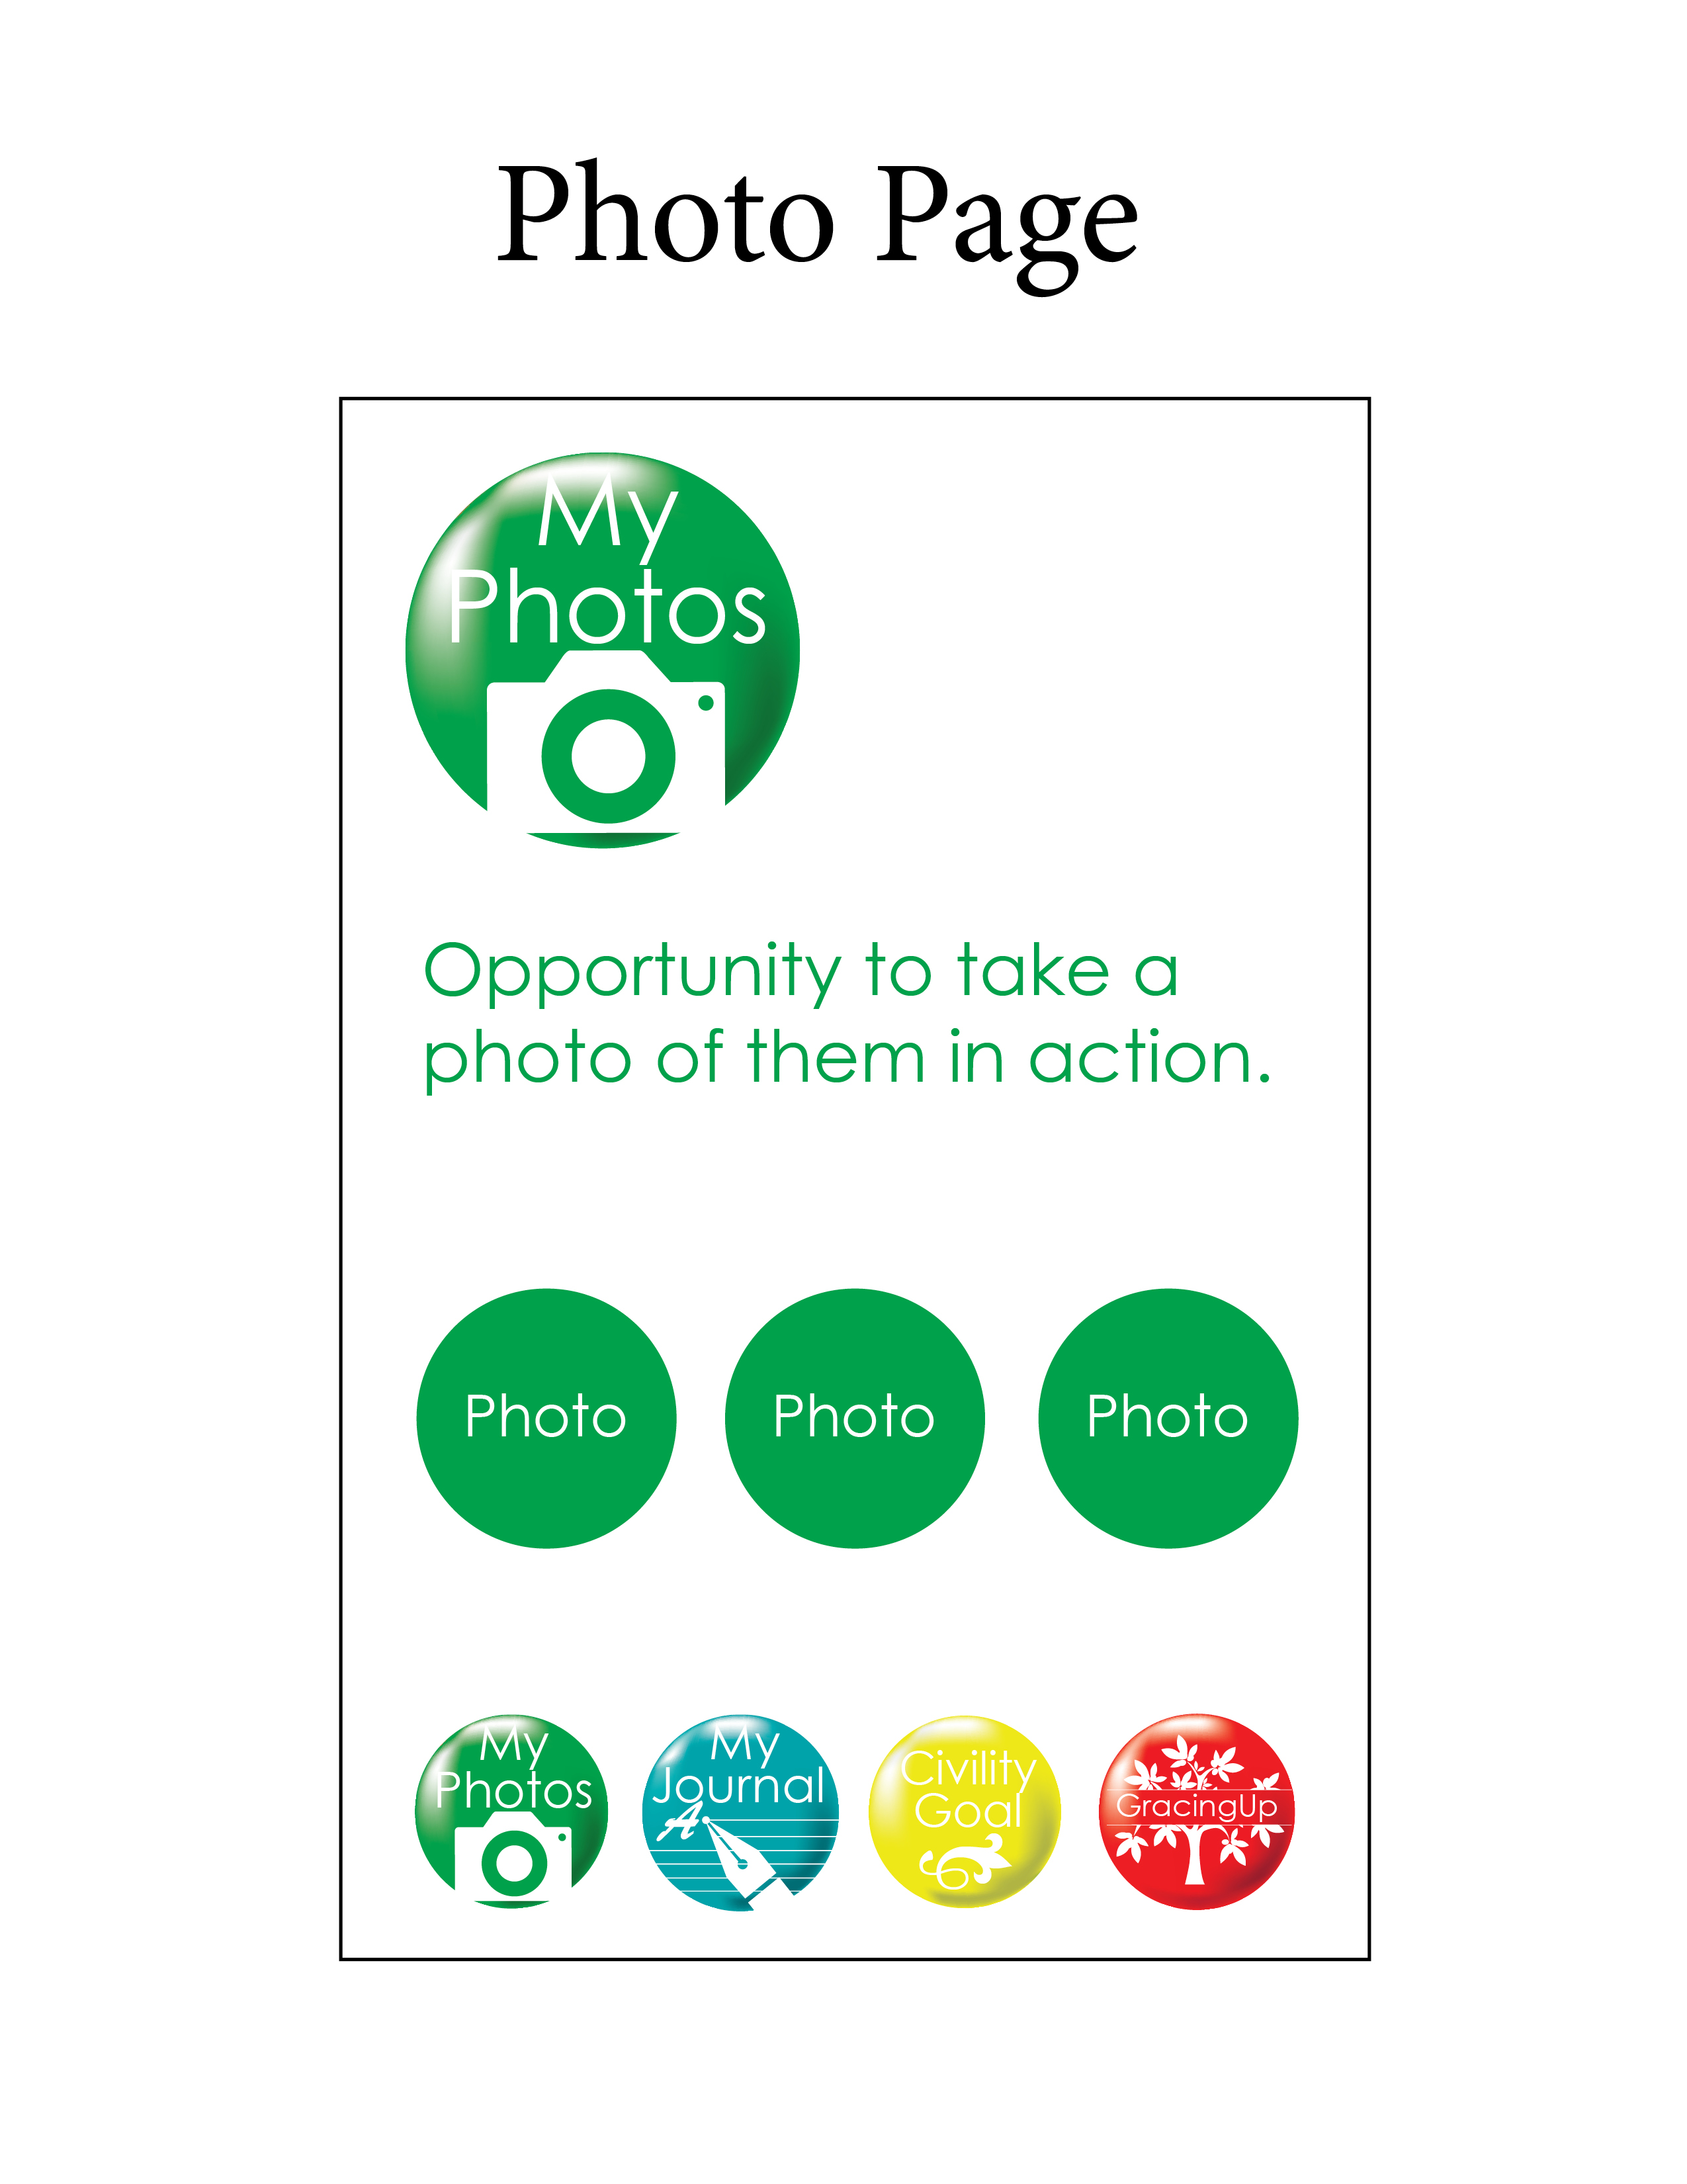 Photo Page
My
Photos
Opportunity to take a
photo of them in action.
Photo Photo Photo
My
Photos
My
Journal
A
Civility
Goal
GracingUp